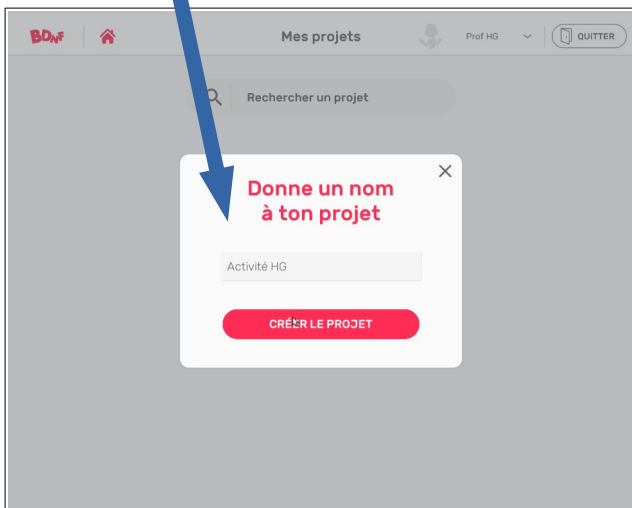 BDnF
Mes projets
Prof HG
QUITTER
Rechercher un projet
Donne un nom
à ton projet
Activité HG
CRÉER LE PROJET